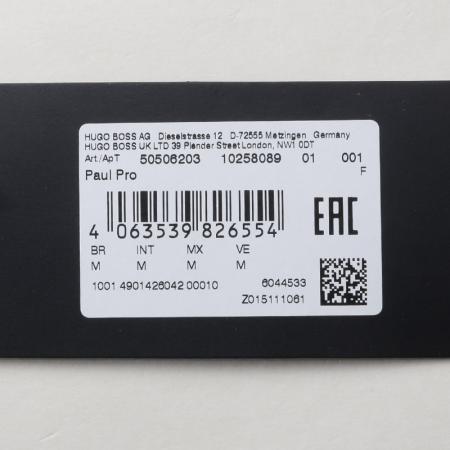 HUGO BOSS AG Dieselstrasse 12 D-72555 Metzingen Germany
HUGO BOSS UK LTD 39 Plender Street London, NW1 0DT
Art./ApT 50506203 10258089 01 001
Paul Pro F
4 063539 826554
EAC
BR INT MX VE
M M M M
1001 4901426042 00010 6044533
Z015111061